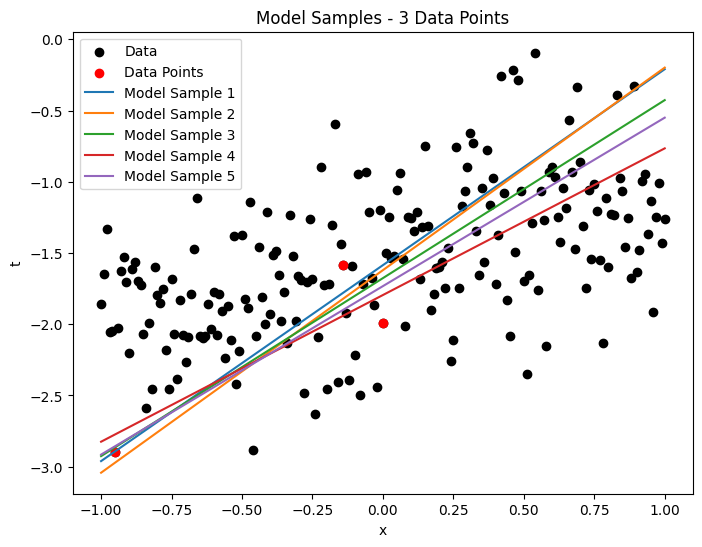 Model Samples - 3 Data Points
Data
Data Points
Model Sample 1
Model Sample 2
Model Sample 3
Model Sample 4
Model Sample 5
0.0
−0.5
−1.0
−1.5
−2.0
−2.5
−3.0
t
−1.00 −0.75 −0.50 −0.25 0.00 0.25 0.50 0.75 1.00
x